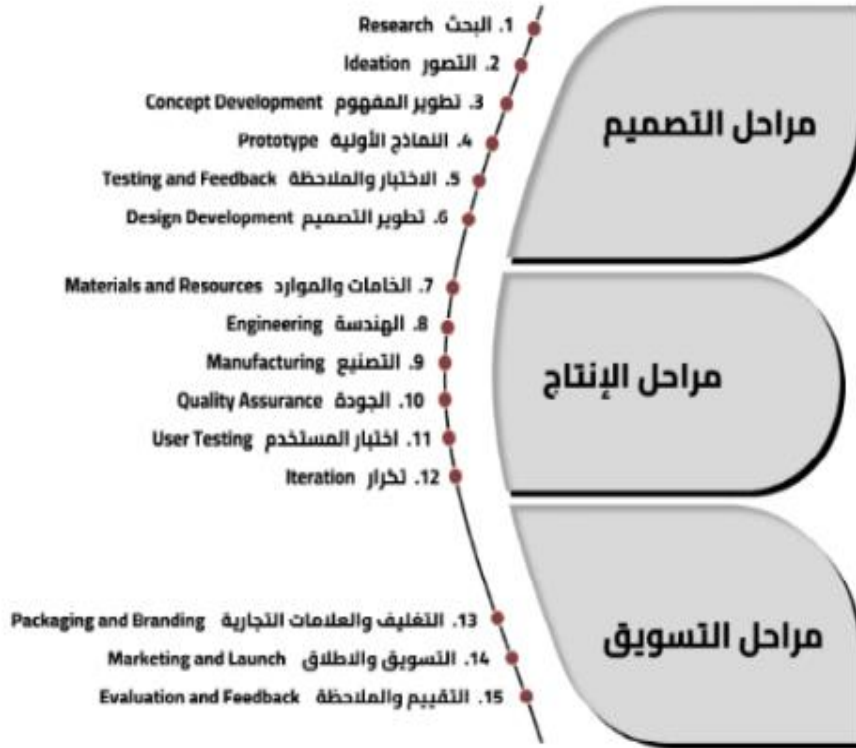 مراحل التصميم
1. البحث Research
2. التصور Ideation
3. تطوير المفهوم Concept Development
4. النماذج الأولية Prototype
5. الاختبار والملاحظة Testing and Feedback
6. تطوير التصميم Design Development
مراحل الإنتاج
7. الخامات والموارد Materials and Resources
8. الهندسة Engineering
9. التصنيع Manufacturing
10. الجودة Quality Assurance
11. اختبار المستخدم User Testing
12. تكرار Iteration
مراحل التسويق
13. التغليف والعلامات التجارية Packaging and Branding
14. التسويق والاطلاق Marketing and Launch
15. التقييم والملاحظة Evaluation and Feedback